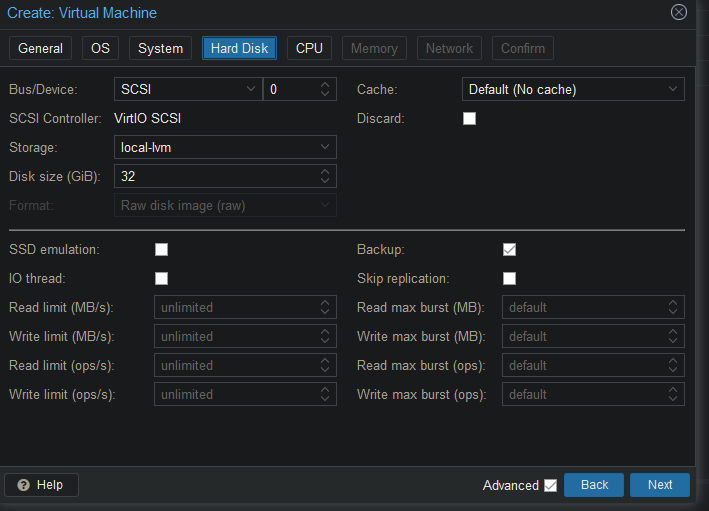 Create: Virtual Machine
General OS System Hard Disk CPU Memory Network Confirm
Bus/Device: SCSI 0 Cache: Default (No cache)
SCSI Controller: VirtIO SCSI Discard:
Storage: local-lvm
Disk size (GiB): 32
Format: Raw disk image (raw)
SSD emulation: Backup:
IO thread: Skip replication:
Read limit (MB/s): unlimited Read max burst (MB): default
Write limit (MB/s): unlimited Write max burst (MB): default
Read limit (ops/s): unlimited Read max burst (ops): default
Write limit (ops/s): unlimited Write max burst (ops): default
Help Advanced Back Next